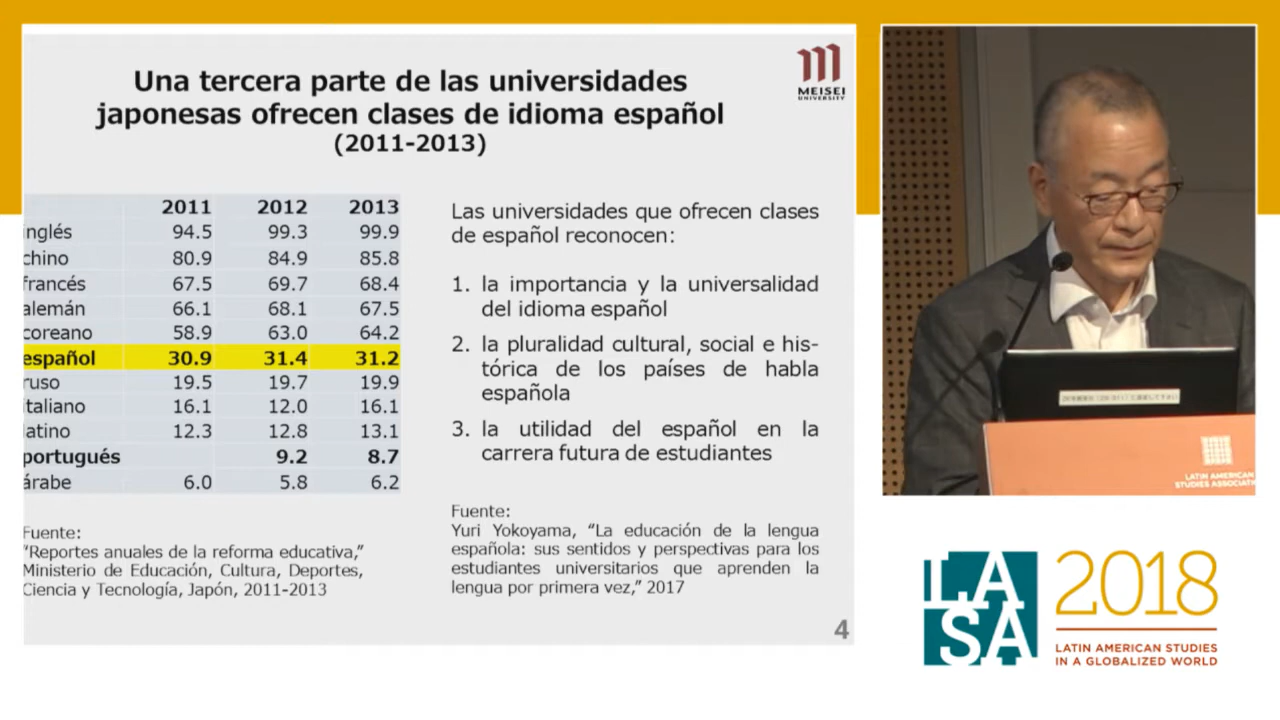 Una tercera parte de las universidades
japonesas ofrecen clases de idioma español
(2011-2013)
MEISEI
UNIVERSITY
2011 2012 2013
inglés 94.5 99.3 99.9
chino 80.9 84.9 85.8
francés 67.5 69.7 68.4
alemán 66.1 68.1 67.5
coreano 58.9 63.0 64.2
español 30.9 31.4 31.2
ruso 19.5 19.7 19.9
italiano 16.1 12.0 16.1
latino 12.3 12.8 13.1
portugués 9.2 8.7
árabe 6.0 5.8 6.2
Fuente:
"Reportes anuales de la reforma educativa,”
Ministerio de Educación, Cultura, Deportes,
Ciencia y Tecnología, Japón, 2011-2013
Las universidades que ofrecen clases
de español reconocen:
1. la importancia y la universalidad
del idioma español
2. la pluralidad cultural, social e his-
tórica de los países de habla
española
3. la utilidad del español en la
carrera futura de estudiantes
Fuente:
Yuri Yokoyama, “La educación de la lengua
española: sus sentidos y perspectivas para los
estudiantes universitarios que aprenden la
lengua por primera vez,” 2017
4
LATIN AMERICAN
STUDIES ASSOCIATI
LA
SA
2018
LATIN AMERICAN STUDIES
IN A GLOBALIZED WORLD